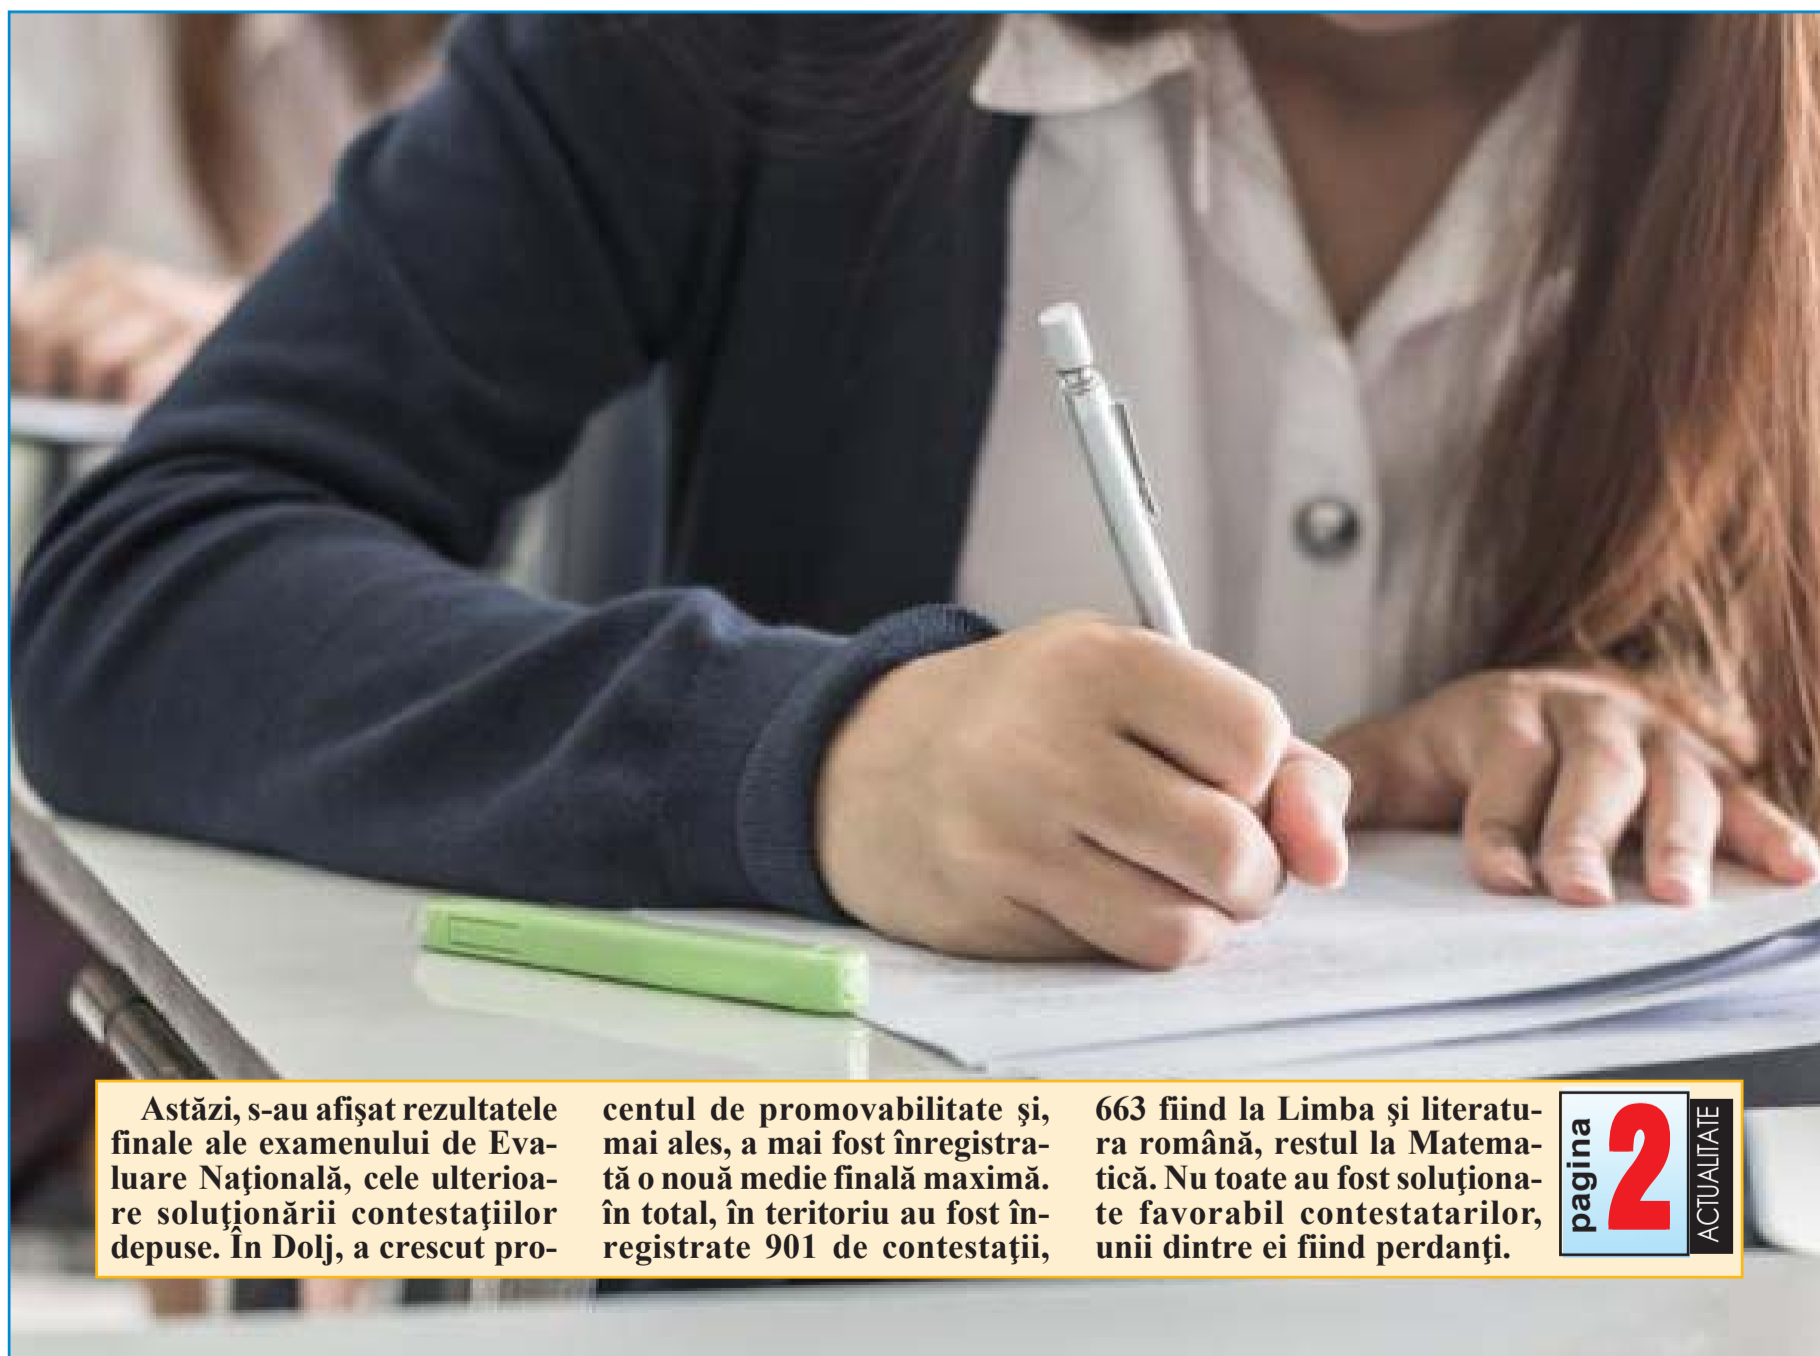 Astăzi, s-au afişat rezultatele
finale ale examenului de Eva-
luare Naţională, cele ulterioa-
re soluţionării contestaţiilor
depuse. În Dolj, a crescut pro-
centul de promovabilitate şi,
mai ales, a mai fost înregistra-
tă o nouă medie finală maximă.
în total, în teritoriu au fost în-
registrate 901 de contestaţii,
663 fiind la Limba şi literatu-
ra română, restul la Matema-
tică. Nu toate au fost soluţiona-
te favorabil contestatarilor,
unii dintre ei fiind perdanţi.
pagina
2
ACTUALITATE